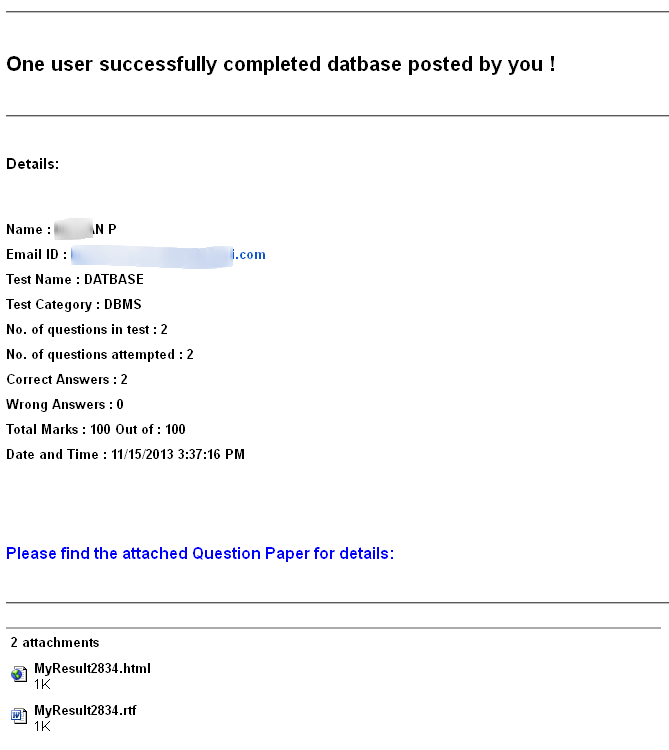 One user successfully completed datbase posted by you !
Details:
Name : N P
Email ID : i.com
Test Name : DATBASE
Test Category : DBMS
No. of questions in test : 2
No. of questions attempted : 2
Correct Answers : 2
Wrong Answers : 0
Total Marks : 100 Out of : 100
Date and Time : 11/15/2013 3:37:16 PM
Please find the attached Question Paper for details:
2 attachments
MyResult2834.html
1K
MyResult2834.rtf
1K